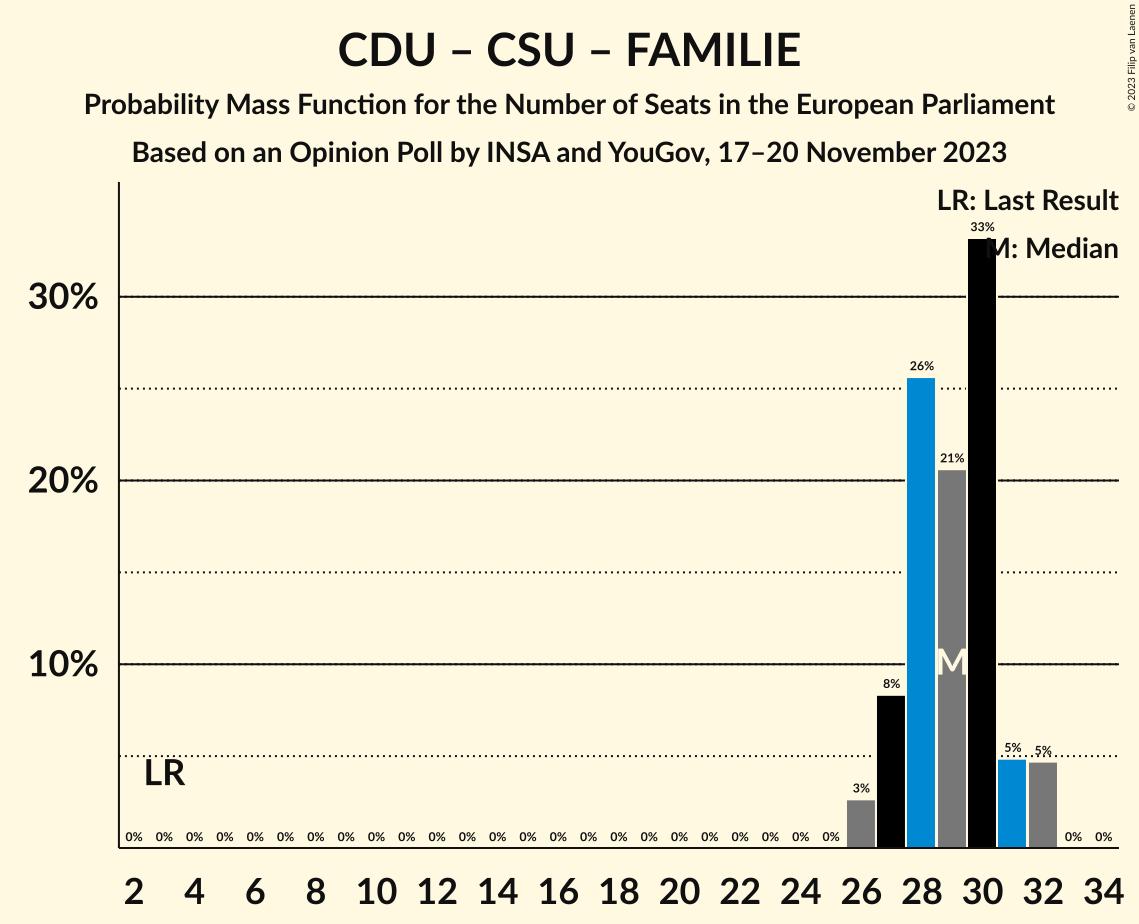 CDU – CSU – FAMILIE
Probability Mass Function for the Number of Seats in the European Parliament
Based on an Opinion Poll by INSA and YouGov, 17–20 November 2023
© 2023 Filip van Laenen
LR: Last Result
M: Median
33%
30%
26%
21%
20%
M
10%
8%
5% 5%
LR
3%
0% 0% 0% 0% 0% 0% 0% 0% 0% 0% 0% 0% 0% 0% 0% 0% 0% 0% 0% 0% 0% 0% 0% 0% 0% 0%
2 4 6 8 10 12 14 16 18 20 22 24 26 28 30 32 34